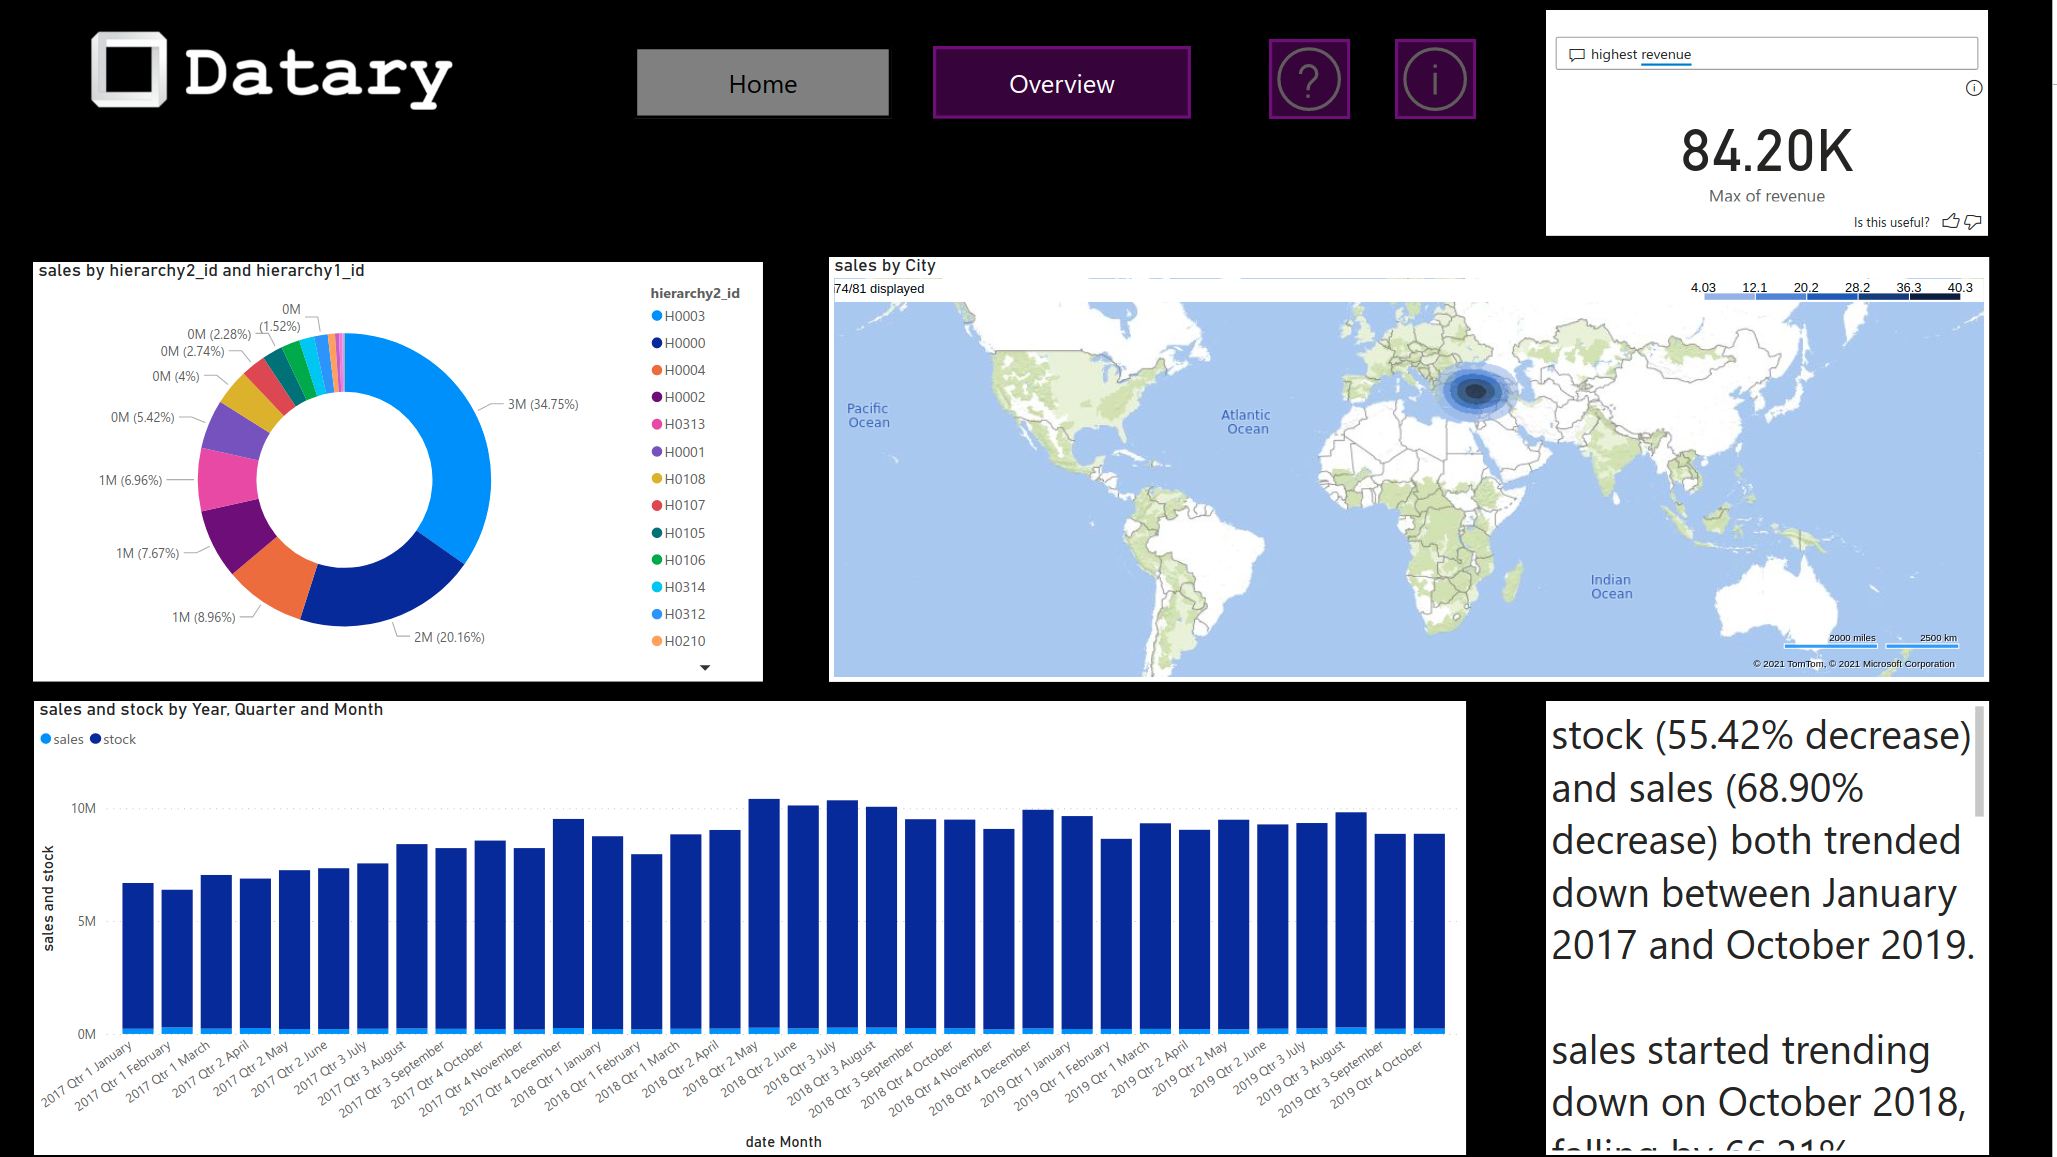 Datary
Home
Overview
?
i
highest revenue
84.20K
Max of revenue
Is this useful?
sales by hierarchy2_id and hierarchy1_id
hierarchy2_id
H0003
H0000
H0004
H0002
H0313
H0001
H0108
H0107
H0105
H0106
H0314
H0312
H0210
0M
(1.52%)
0M (2.28%)
0M (2.74%)
0M (4%)
0M (5.42%)
1M (6.96%)
1M (7.67%)
1M (8.96%)
2M (20.16%)
3M (34.75%)
sales by City
74/81 displayed
4.03 12.1 20.2 28.2 36.3 40.3
Pacific
Ocean
Atlantic
Ocean
Indian
Ocean
2000 miles 2500 km
© 2021 TomTom, © 2021 Microsoft Corporation
sales and stock by Year, Quarter and Month
sales stock
sales and stock
10M
5M
0M
2017 Qtr 1 January
2017 Qtr 1 February
2017 Qtr 1 March
2017 Qtr 2 April
2017 Qtr 2 May
2017 Qtr 2 June
2017 Qtr 3 July
2017 Qtr 3 August
2017 Qtr 3 September
2017 Qtr 4 October
2017 Qtr 4 November
2017 Qtr 4 December
2018 Qtr 1 January
2018 Qtr 1 February
2018 Qtr 1 March
2018 Qtr 2 April
2018 Qtr 2 May
2018 Qtr 2 June
2018 Qtr 3 July
2018 Qtr 3 August
2018 Qtr 3 September
2018 Qtr 4 October
2018 Qtr 4 November
2018 Qtr 4 December
2019 Qtr 1 January
2019 Qtr 1 February
2019 Qtr 1 March
2019 Qtr 2 April
2019 Qtr 2 May
2019 Qtr 2 June
2019 Qtr 3 July
2019 Qtr 3 August
2019 Qtr 3 September
2019 Qtr 4 October
date Month
stock (55.42% decrease)
and sales (68.90%
decrease) both trended
down between January
2017 and October 2019.
sales started trending
down on October 2018,
falling by 66.21%